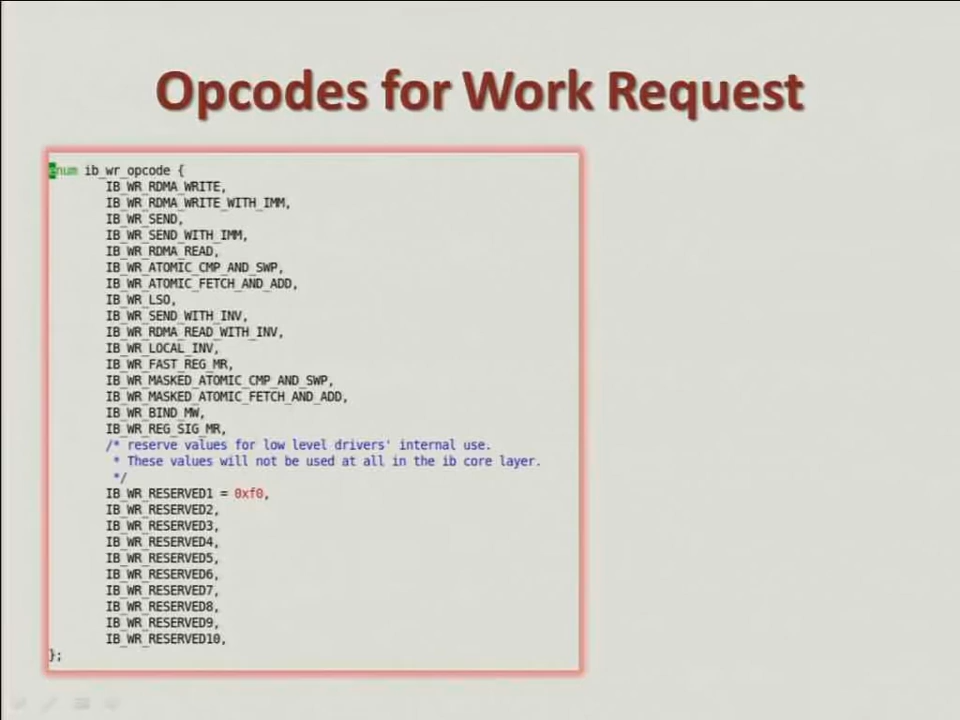 Opcodes for Work Request
enum ib_wr_opcode {
IB_WR_RDMA_WRITE,
IB_WR_RDMA_WRITE_WITH_IMM,
IB_WR_SEND,
IB_WR_SEND_WITH_IMM,
IB_WR_RDMA_READ,
IB_WR_ATOMIC_CMP_AND_SWP,
IB_WR_ATOMIC_FETCH_AND_ADD,
IB_WR_LSO,
IB_WR_SEND_WITH_INV,
IB_WR_RDMA_READ_WITH_INV,
IB_WR_LOCAL_INV,
IB_WR_FAST_REG_MR,
IB_WR_MASKED_ATOMIC_CMP_AND_SWP,
IB_WR_MASKED_ATOMIC_FETCH_AND_ADD,
IB_WR_BIND_MW,
IB_WR_REG_SIG_MR,
/* reserve values for low level drivers' internal use.
* These values will not be used at all in the ib core layer.
*/
IB_WR_RESERVED1 = 0xf0,
IB_WR_RESERVED2,
IB_WR_RESERVED3,
IB_WR_RESERVED4,
IB_WR_RESERVED5,
IB_WR_RESERVED6,
IB_WR_RESERVED7,
IB_WR_RESERVED8,
IB_WR_RESERVED9,
IB_WR_RESERVED10,
};